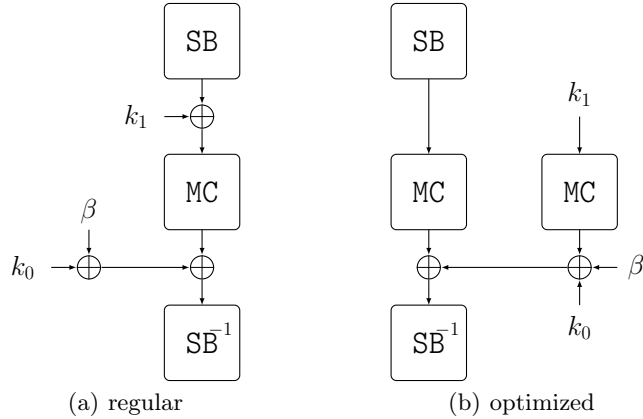 SB
k₁
MC
β
k₀
SB⁻¹
(a) regular
SB
k₁
MC
MC
β
k₀
SB⁻¹
(b) optimized